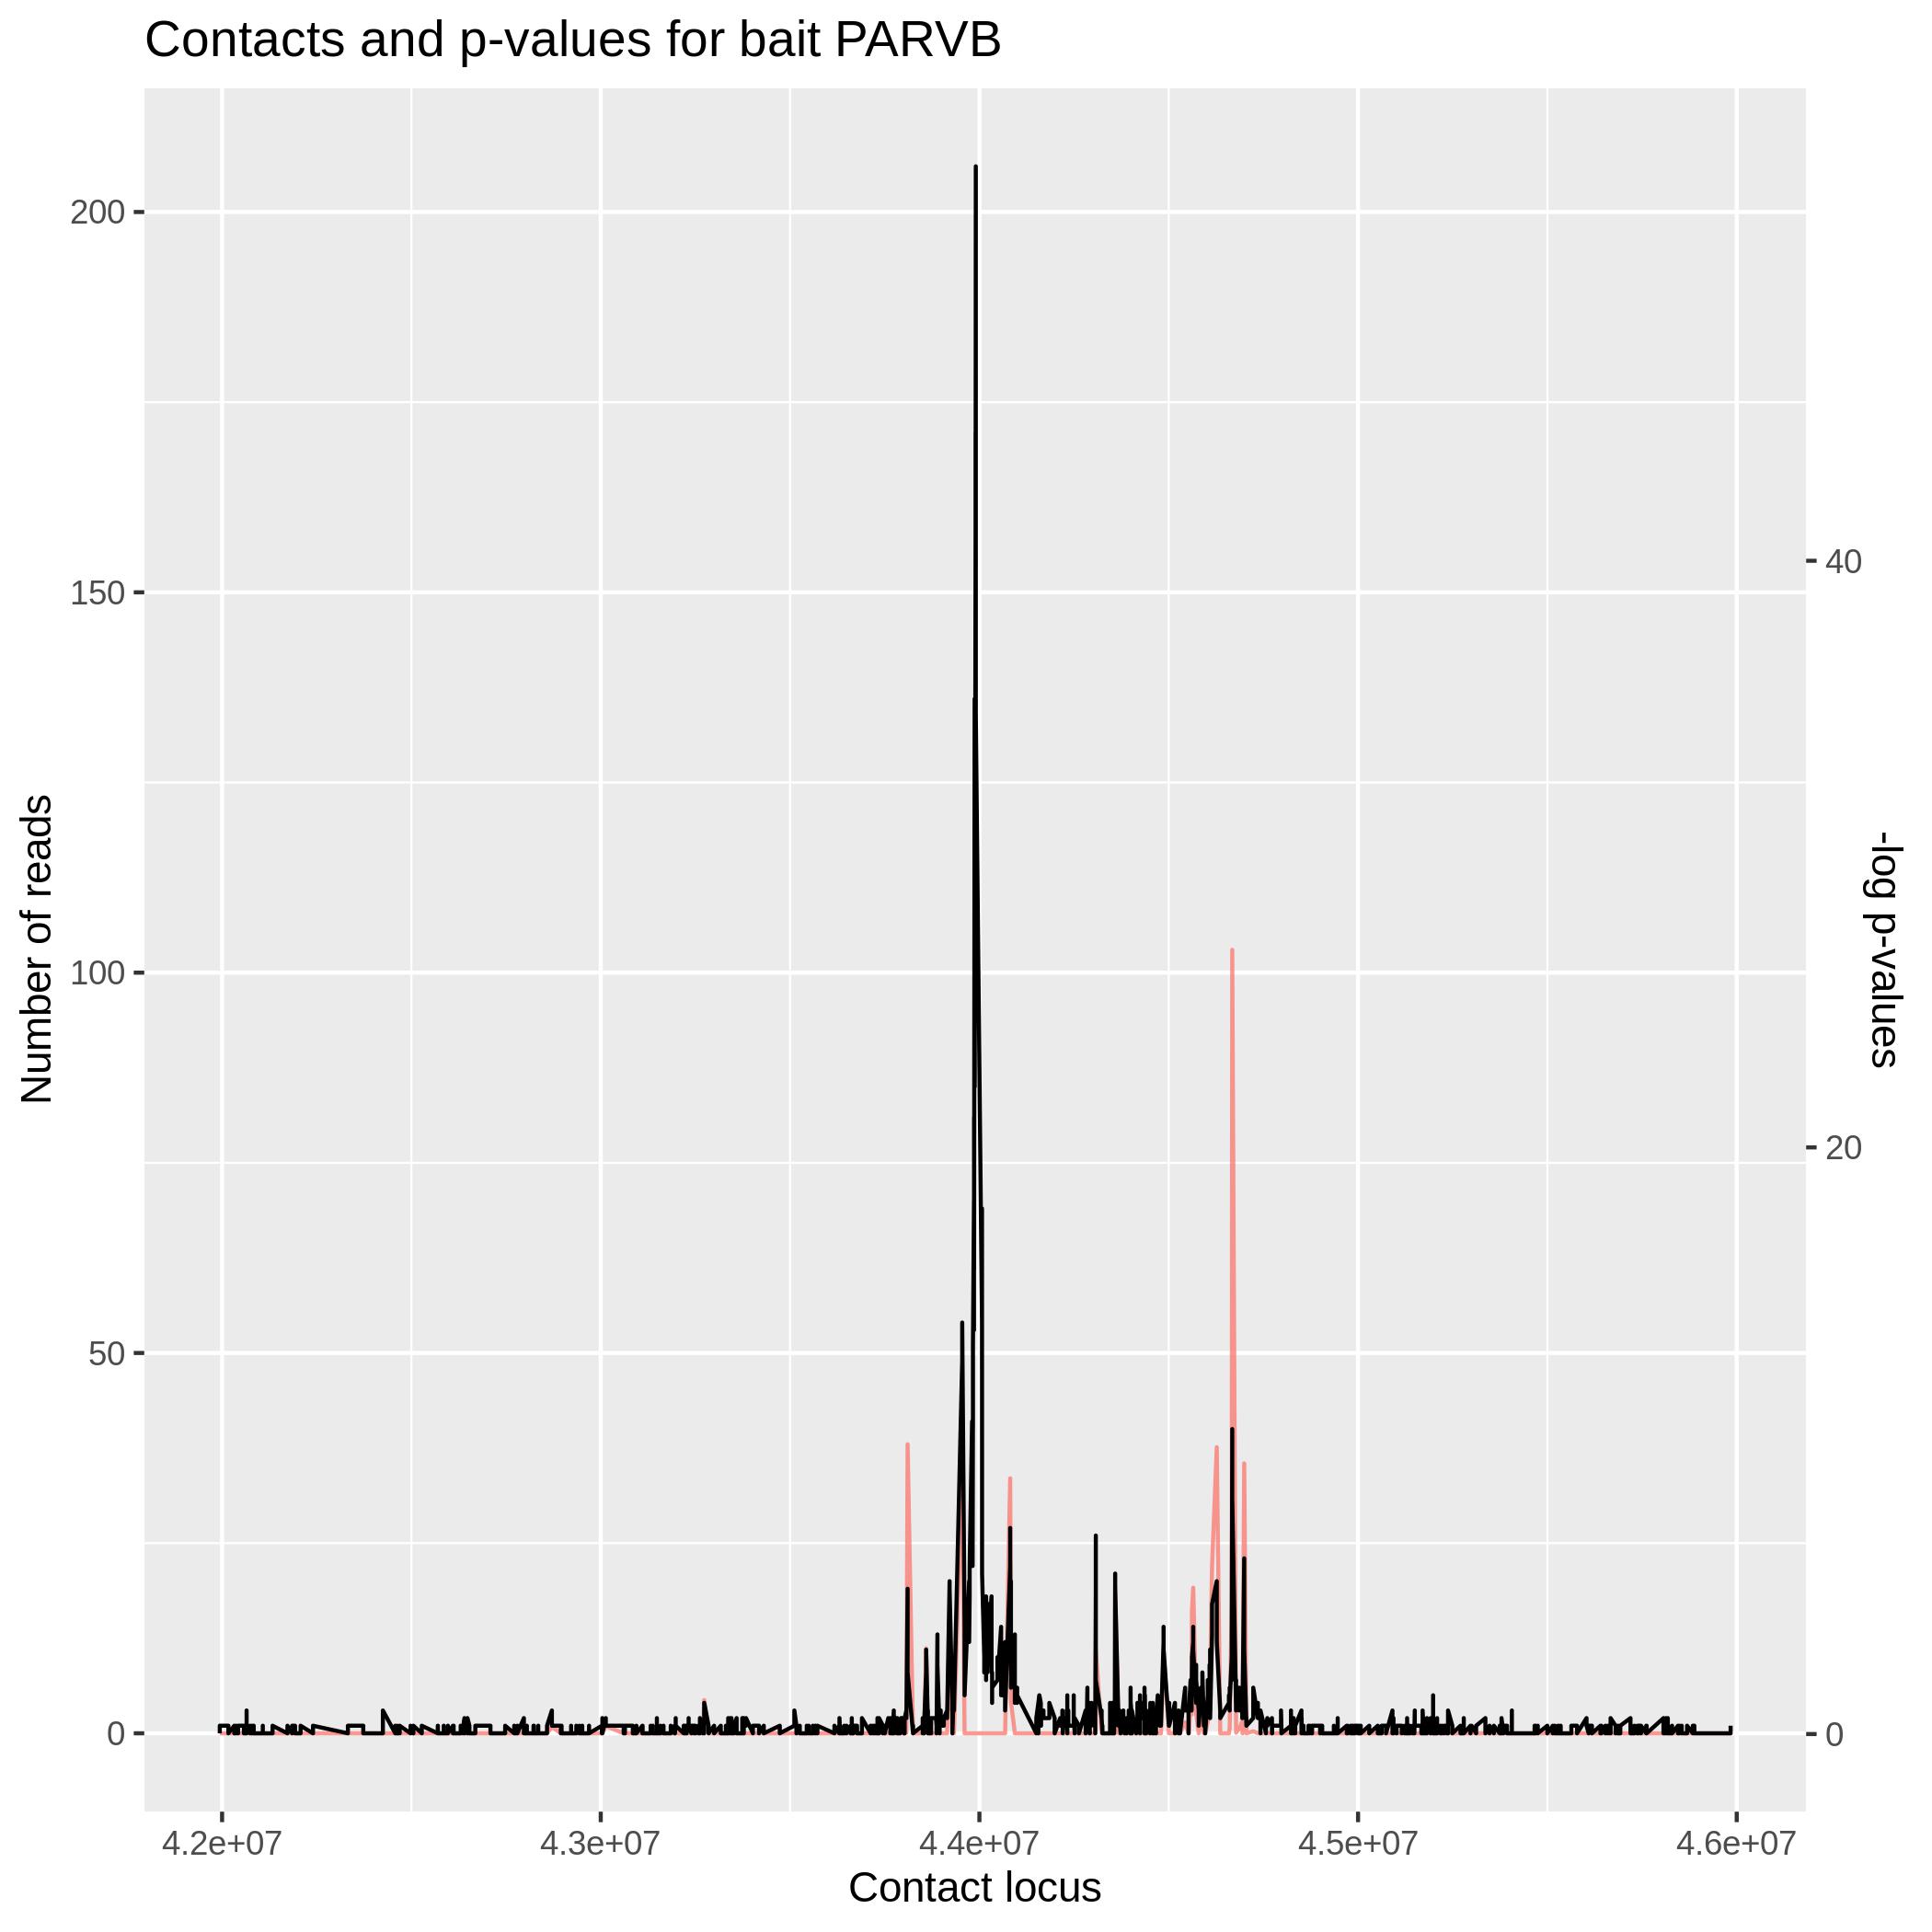 Contacts and p-values for bait PARVB
200
150
100
50
0
Number of reads
40
20
0
-log p-values
4.2e+07 4.3e+07 4.4e+07 4.5e+07 4.6e+07
Contact locus